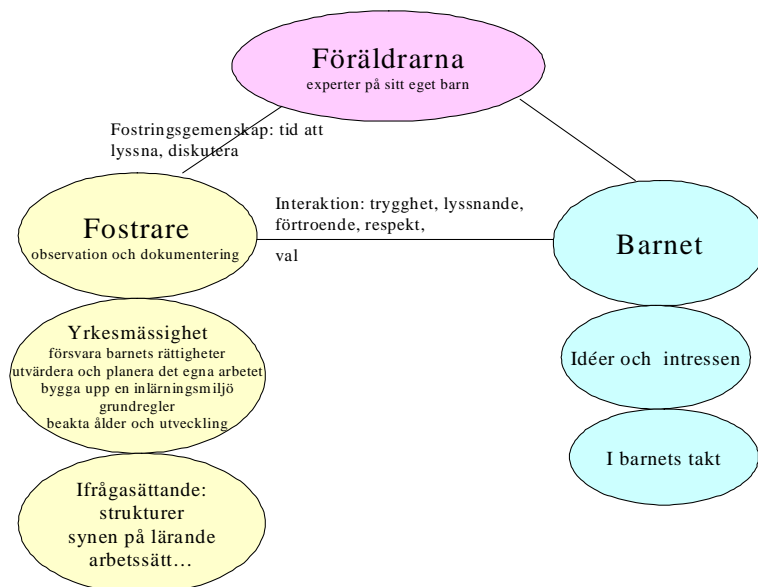 Föräldrarna
experter på sitt eget barn
Fostringsgemenskap: tid att
lyssna, diskutera
Interaktion: trygghet, lyssnande,
förtroende, respekt,
val
Fostrare
observation och dokumentering
Barnet
Yrkesmässighet
försvara barnets rättigheter
utvärdera och planera det egna arbetet
bygga upp en inlärningsmiljö
grundregler
beakta ålder och utveckling
Idéer och intressen
I barnets takt
Ifrågasättande:
strukturer
synen på lärande
arbetssätt…